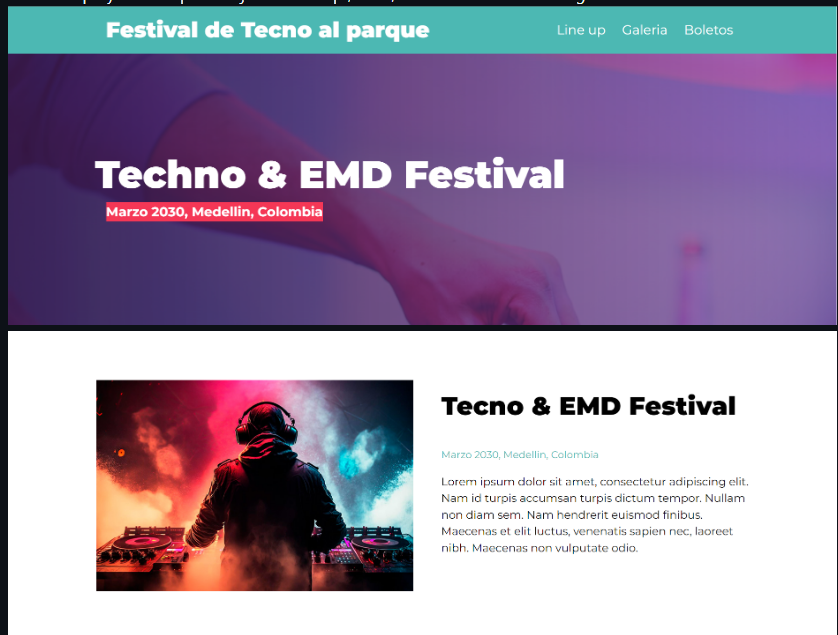 Festival de Tecno al parque
Line up Galeria Boletos
Techno & EMD Festival
Marzo 2030, Medellin, Colombia
Tecno & EMD Festival
Marzo 2030, Medellin, Colombia
Lorem ipsum dolor sit amet, consectetur adipiscing elit.
Nam id turpis accumsan turpis dictum tempor. Nullam
non diam sem. Nam hendrerit euismod finibus.
Maecenas et elit luctus, venenatis sapien nec, laoreet
nibh. Maecenas non vulputate odio.